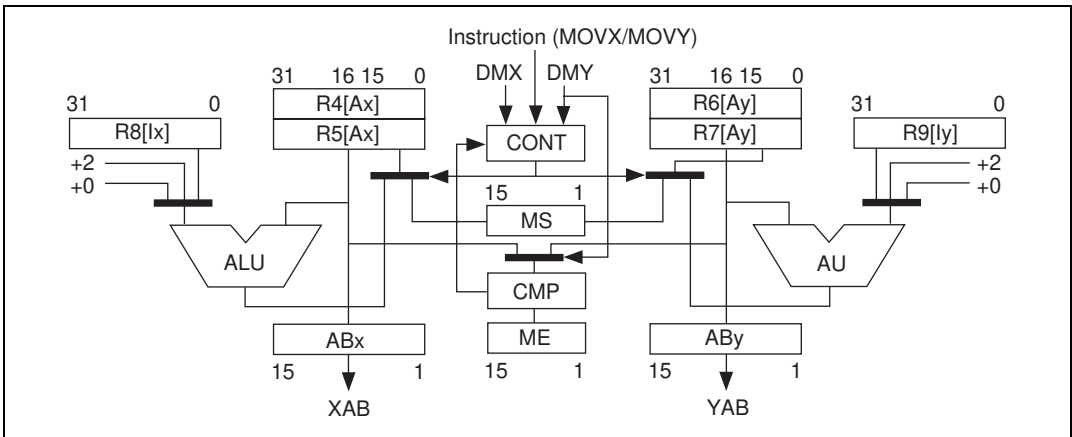 Instruction (MOVX/MOVY)
DMX DMY
31 16 15 0
31 16 15 0
R4[Ax]
R6[Ay]
31 0
31 0
R8[Ix]
R5[Ax]
CONT
R7[Ay]
R9[Iy]
+2
+0
+2
+0
15 1
MS
ALU
AU
CMP
ABx
ME
ABy
15 1
15 1
15 1
XAB
YAB